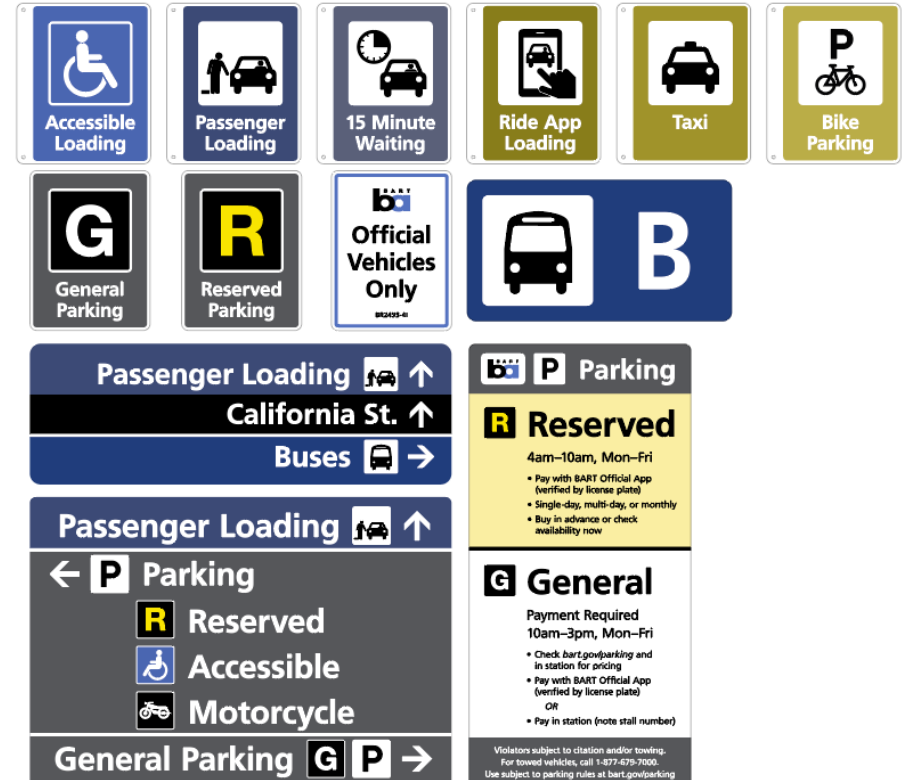 Accessible
Loading
Passenger
Loading
15 Minute
Waiting
Ride App
Loading
Taxi
P
Bike
Parking
G
General
Parking
R
Reserved
Parking
BART
ba
Official
Vehicles
Only
BR2495-41
B
Passenger Loading ↑
California St. ↑
Buses →
Passenger Loading ↑
← P Parking
R Reserved
Accessible
Motorcycle
General Parking G P →
BART
ba P Parking
R Reserved
4am–10am, Mon–Fri
• Pay with BART Official App
(verified by license plate)
• Single-day, multi-day, or monthly
• Buy in advance or check
availability now
G General
Payment Required
10am–3pm, Mon–Fri
• Check bart.gov/parking and
in station for pricing
• Pay with BART Official App
(verified by license plate)
OR
• Pay in station (note stall number)
Violators subject to citation and/or towing.
For towed vehicles, call 1-877-679-7000.
Use subject to parking rules at bart.gov/parking